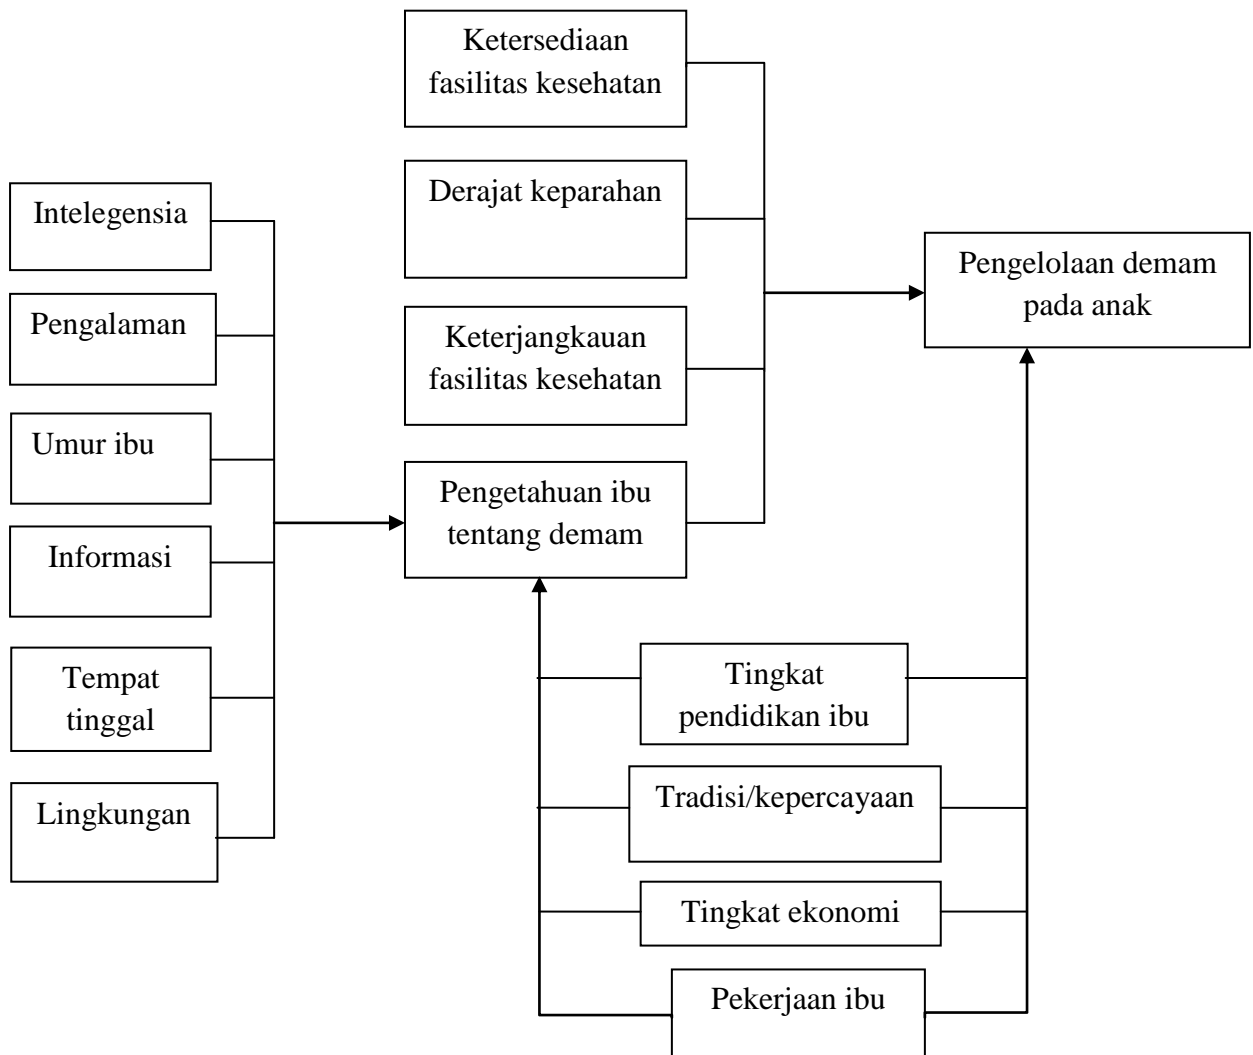 Ketersediaan
fasilitas kesehatan
Derajat keparahan
Intelegensia
Pengelolaan demam
pada anak
Pengalaman
Keterjangkauan
fasilitas kesehatan
Umur ibu
Pengetahuan ibu
tentang demam
Informasi
Tempat
tinggal
Tingkat
pendidikan ibu
Lingkungan
Tradisi/kepercayaan
Tingkat ekonomi
Pekerjaan ibu